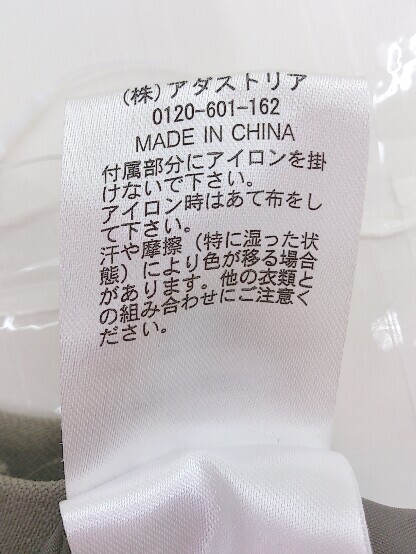 (株)アダストリア
0120-601-162
MADE IN CHINA
付属部分にアイロンを掛
けないで下さい。
アイロン時はあて布をし
て下さい。
汗や摩擦(特に湿った状
態)により色が移る場合
があります。他の衣類と
の組み合わせにご注意く
ださい。